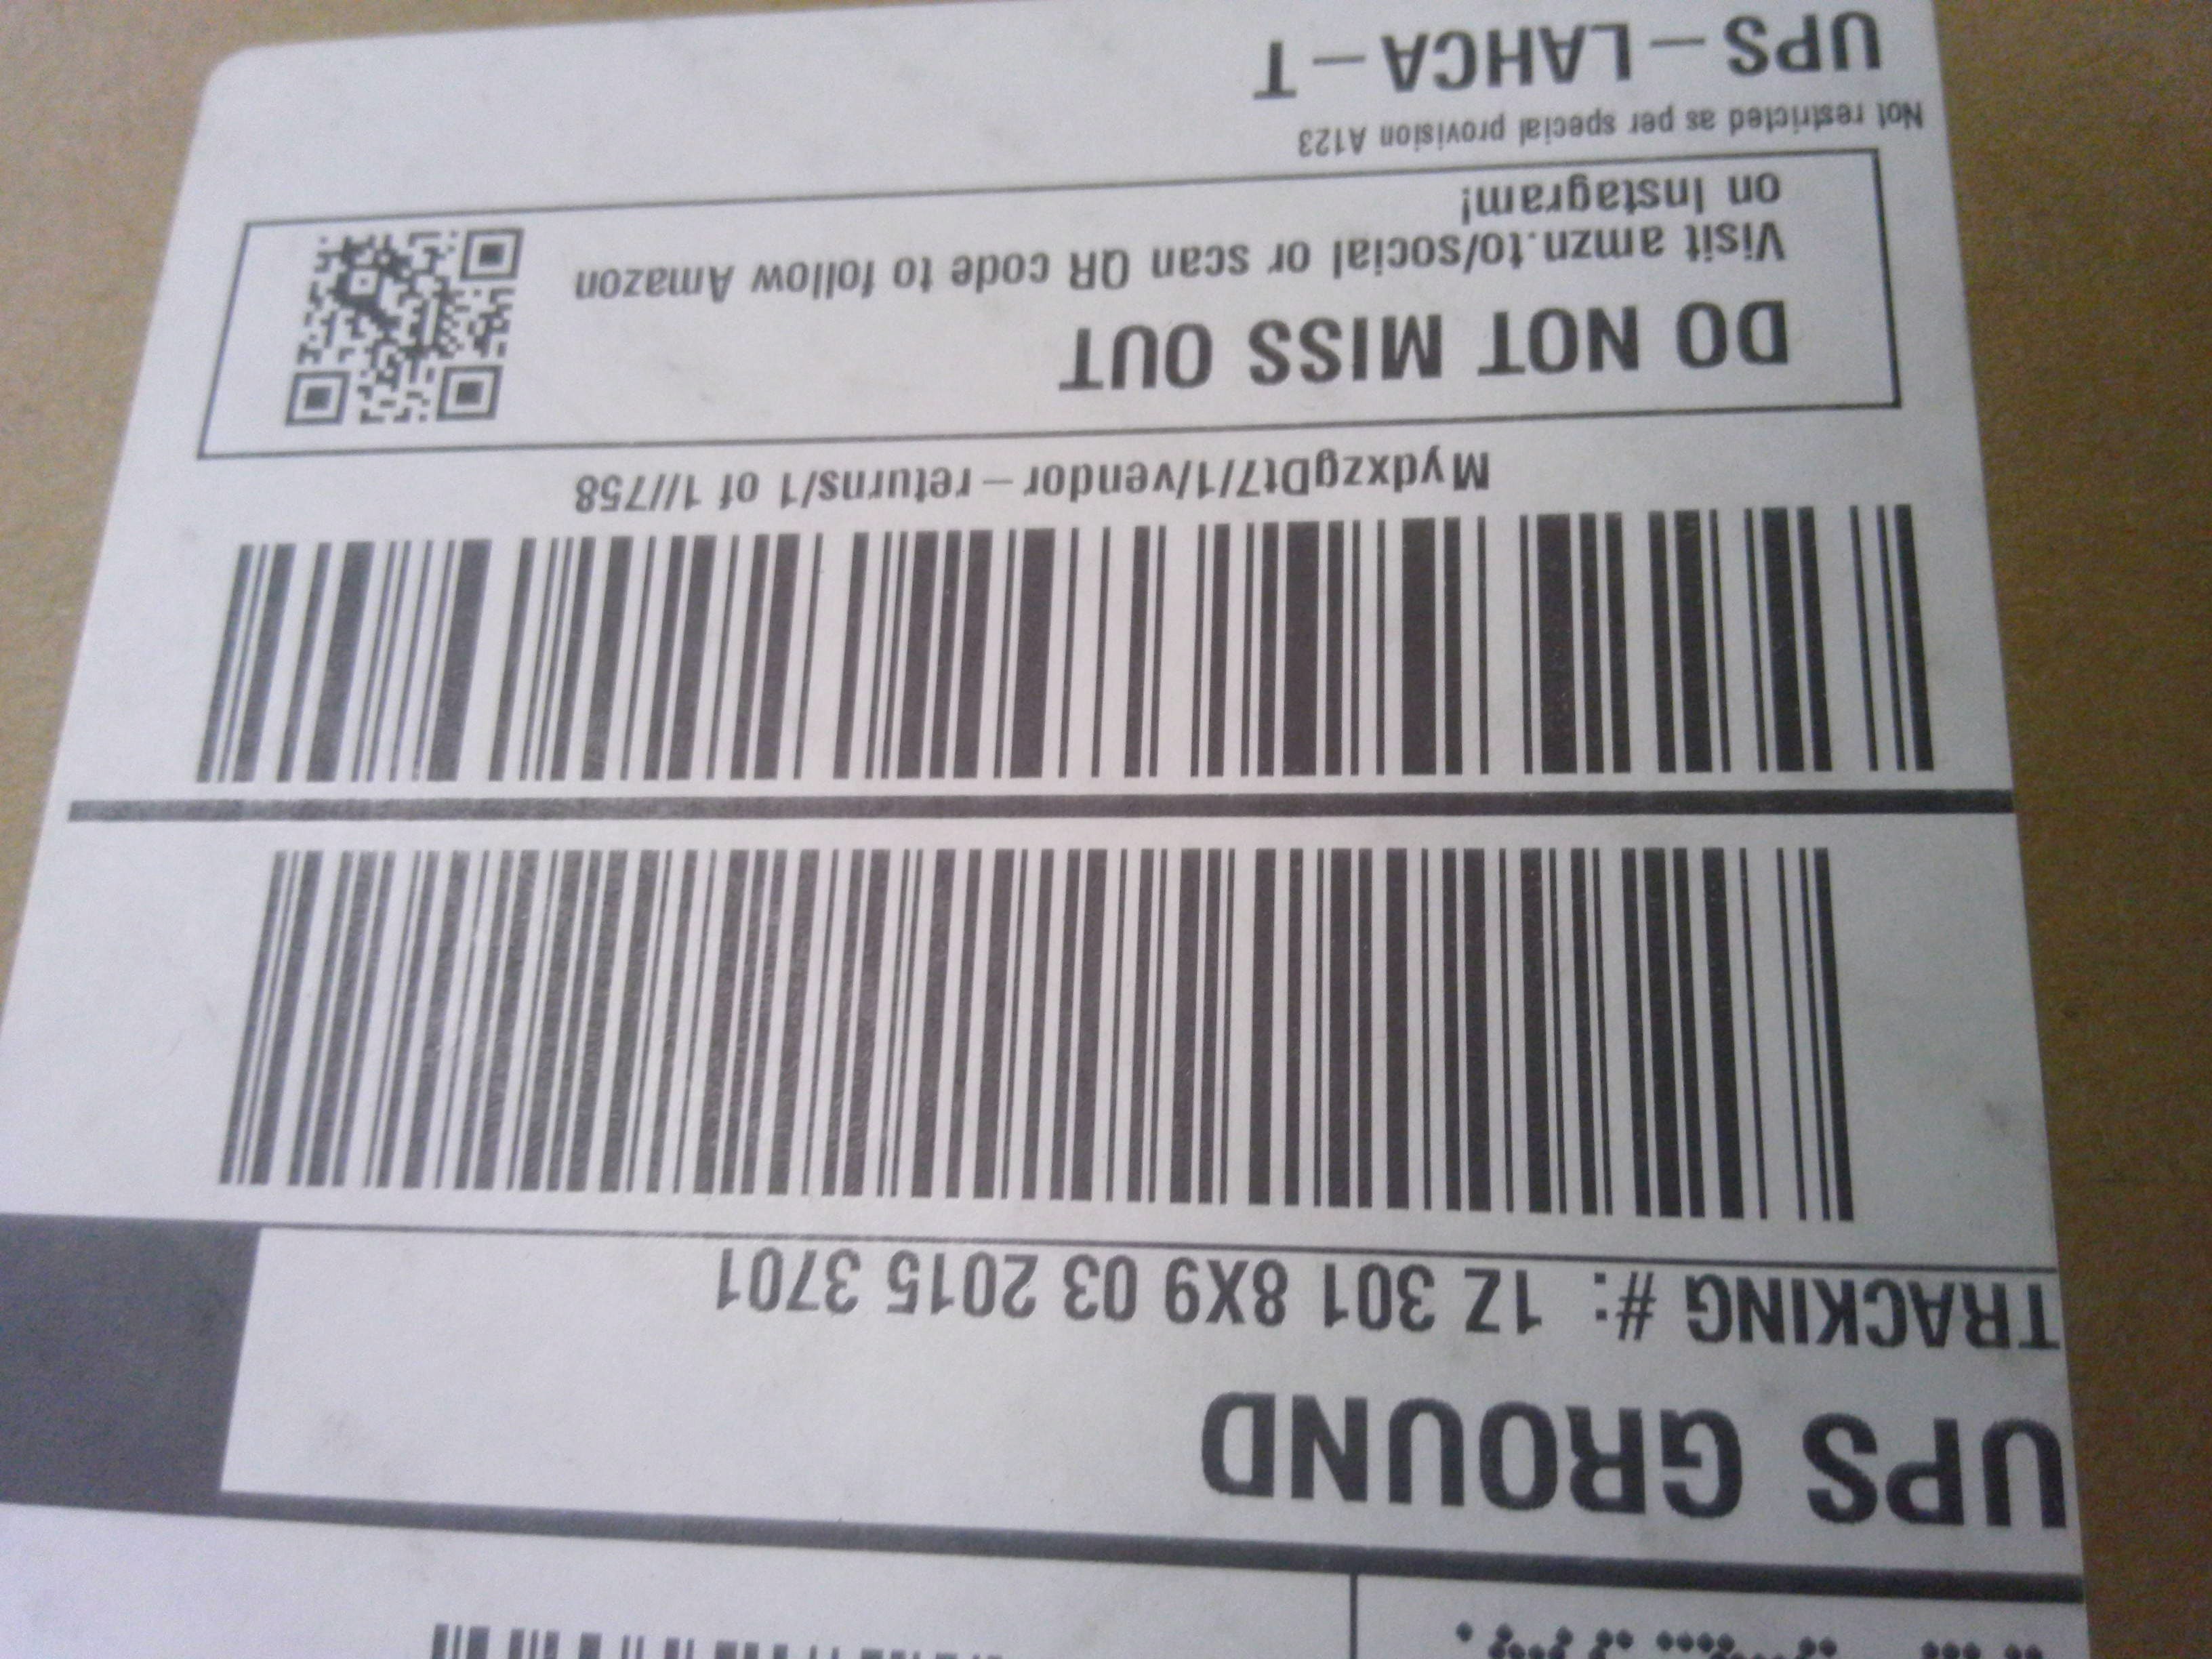 UPS GROUND
TRACKING #: 1Z 301 8X9 03 2015 3701
MydxzgDt7/1/vendor-returns/1 of 1//758
DO NOT MISS OUT
Visit amzn.to/social or scan QR code to follow Amazon
on Instagram!
Not restricted as per special provision A123
UPS-LAHCA-T